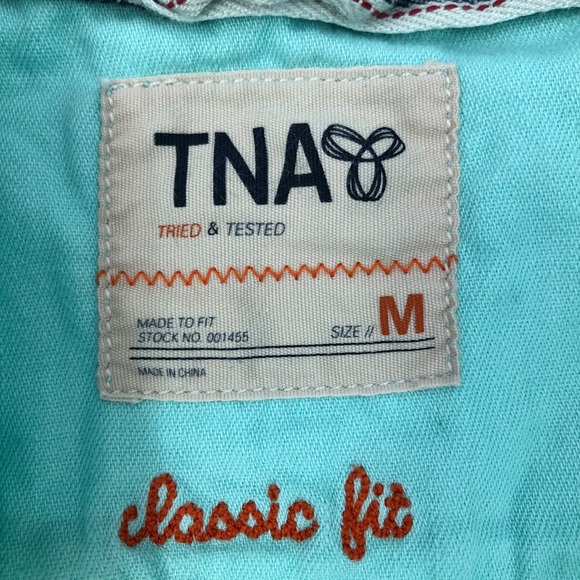 TNA
TRIED & TESTED
MADE TO FIT
STOCK NO. 001455 SIZE // M
MADE IN CHINA
classic fit